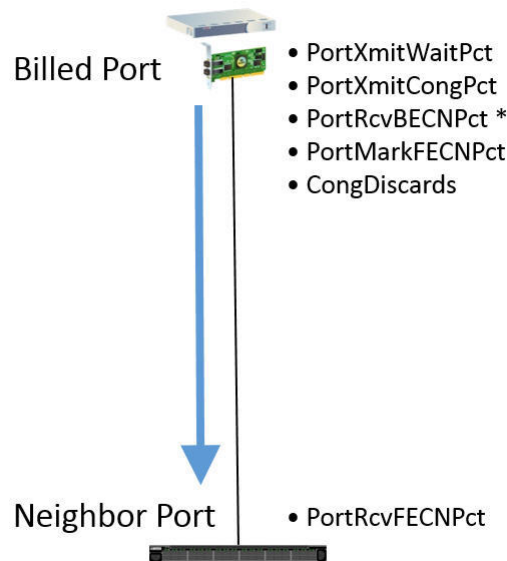 Billed Port
• PortXmitWaitPct
• PortXmitCongPct
• PortRcvBECNPct *
• PortMarkFECNPct
• CongDiscards
Neighbor Port
• PortRcvFECNPct